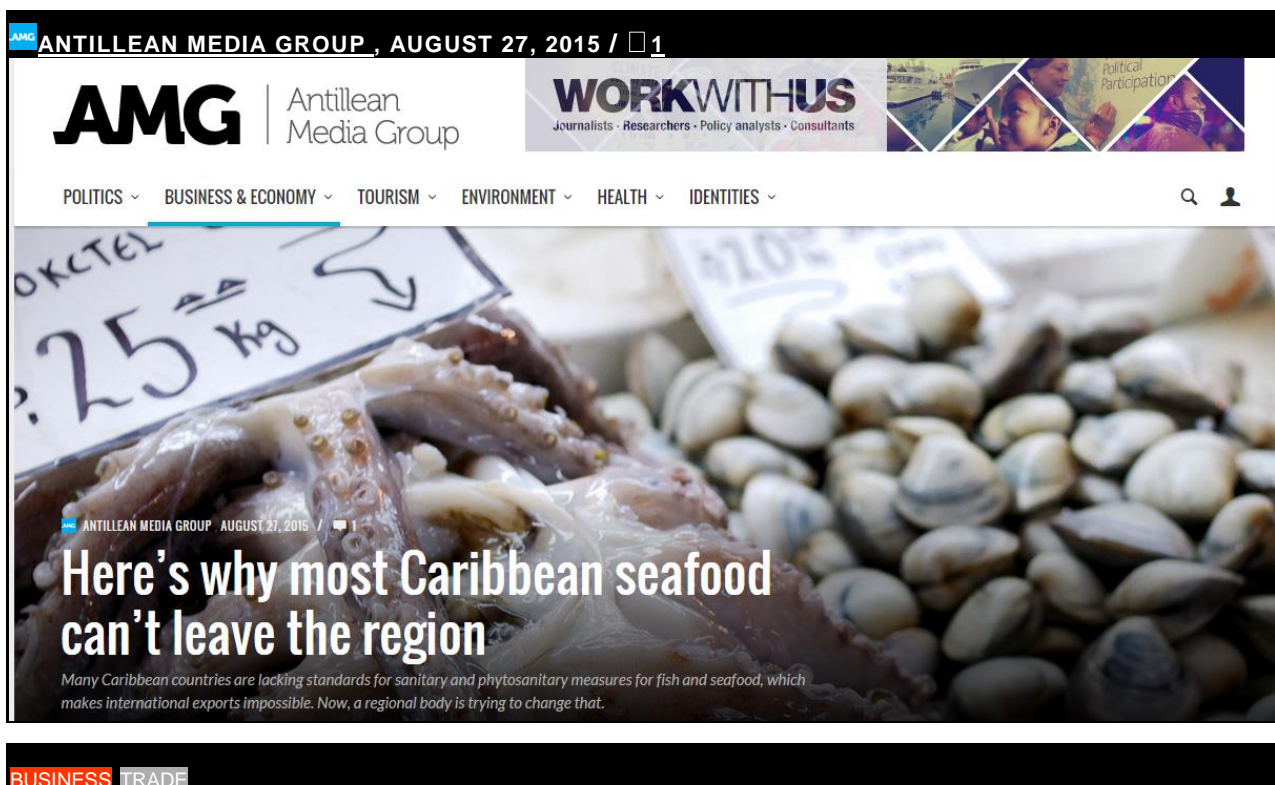 AMG ANTILLEAN MEDIA GROUP , AUGUST 27, 2015 / 1
AMG | Antillean
Media Group
WORKWITHUS
Journalists · Researchers · Policy analysts · Consultants
Political
Participation
POLITICS BUSINESS & ECONOMY TOURISM ENVIRONMENT HEALTH IDENTITIES
25
Kg
20
AMG ANTILLEAN MEDIA GROUP , AUGUST 27, 2015 / 1
Here's why most Caribbean seafood
can't leave the region
Many Caribbean countries are lacking standards for sanitary and phytosanitary measures for fish and seafood, which
makes international exports impossible. Now, a regional body is trying to change that.
BUSINESS TRADE